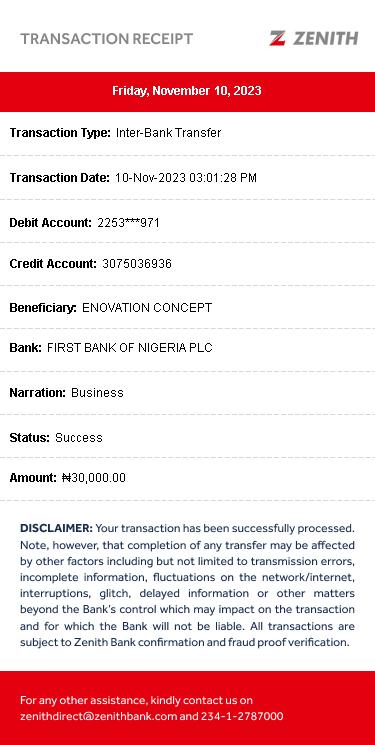 TRANSACTION RECEIPT
ZENITH
Friday, November 10, 2023
Transaction Type: Inter-Bank Transfer
Transaction Date: 10-Nov-2023 03:01:28 PM
Debit Account: 2253***971
Credit Account: 3075036936
Beneficiary: ENOVATION CONCEPT
Bank: FIRST BANK OF NIGERIA PLC
Narration: Business
Status: Success
Amount: ₦30,000.00
DISCLAIMER: Your transaction has been successfully processed.
Note, however, that completion of any transfer may be affected
by other factors including but not limited to transmission errors,
incomplete information, fluctuations on the network/internet,
interruptions, glitch, delayed information or other matters
beyond the Bank's control which may impact on the transaction
and for which the Bank will not be liable. All transactions are
subject to Zenith Bank confirmation and fraud proof verification.
For any other assistance, kindly contact us on
zenithdirect@zenithbank.com and 234-1-2787000